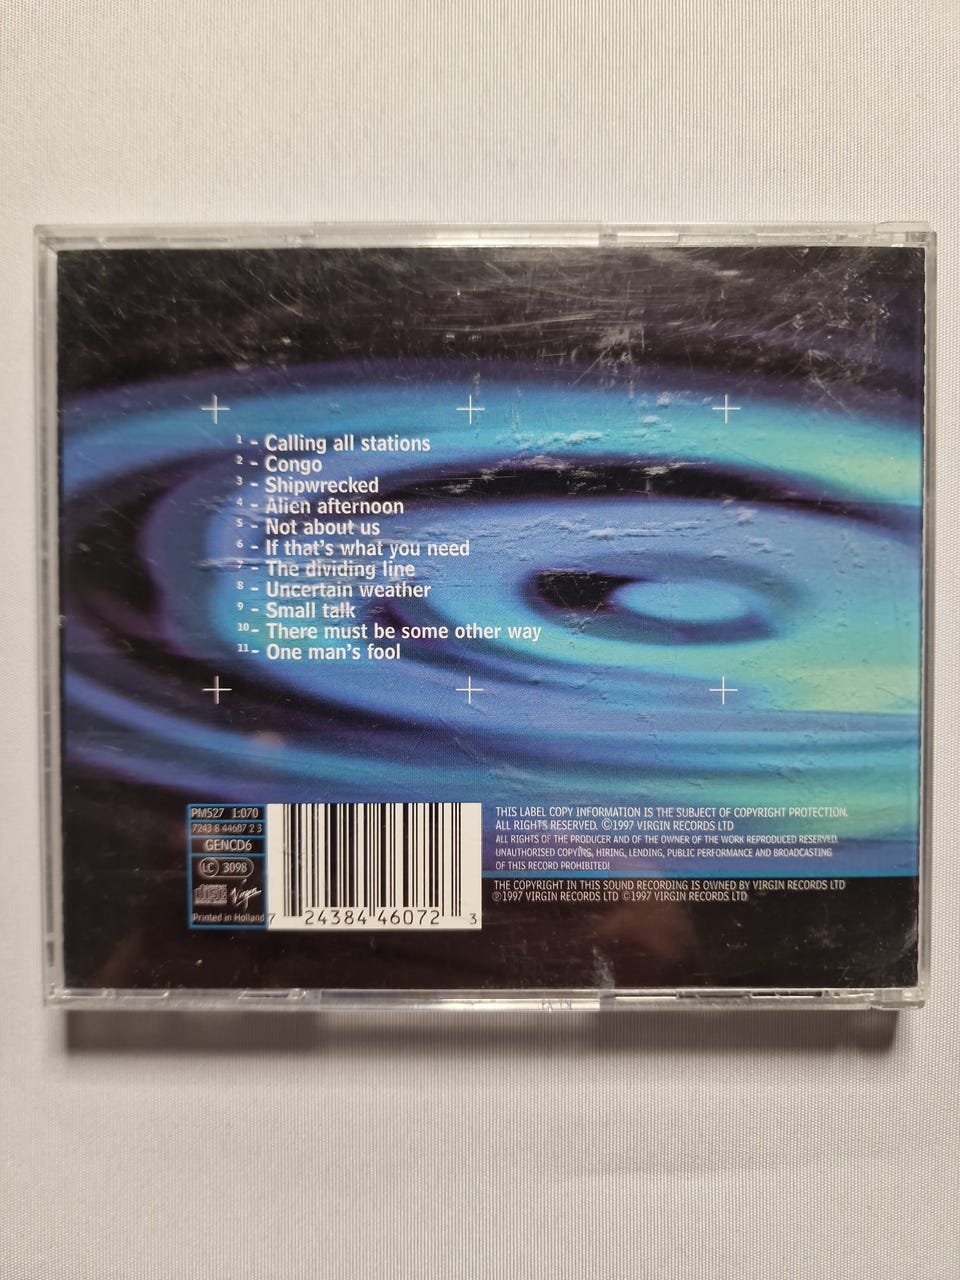 1 - Calling all stations
2 - Congo
3 - Shipwrecked
4 - Alien afternoon
5 - Not about us
6 - If that's what you need
7 - The dividing line
8 - Uncertain weather
9 - Small talk
10 - There must be some other way
11 - One man's fool
PM527 1:070
7243 8 44607 2 3
GENCD6
LC 3098
COMPACT disc DIGITAL AUDIO Virgin
Printed in Holland
7 24384 46072 3
THIS LABEL COPY INFORMATION IS THE SUBJECT OF COPYRIGHT PROTECTION.
ALL RIGHTS RESERVED. ©1997 VIRGIN RECORDS LTD
ALL RIGHTS OF THE PRODUCER AND OF THE OWNER OF THE WORK REPRODUCED RESERVED.
UNAUTHORISED COPYING, HIRING, LENDING, PUBLIC PERFORMANCE AND BROADCASTING
OF THIS RECORD PROHIBITED!
THE COPYRIGHT IN THIS SOUND RECORDING IS OWNED BY VIRGIN RECORDS LTD
℗1997 VIRGIN RECORDS LTD ©1997 VIRGIN RECORDS LTD